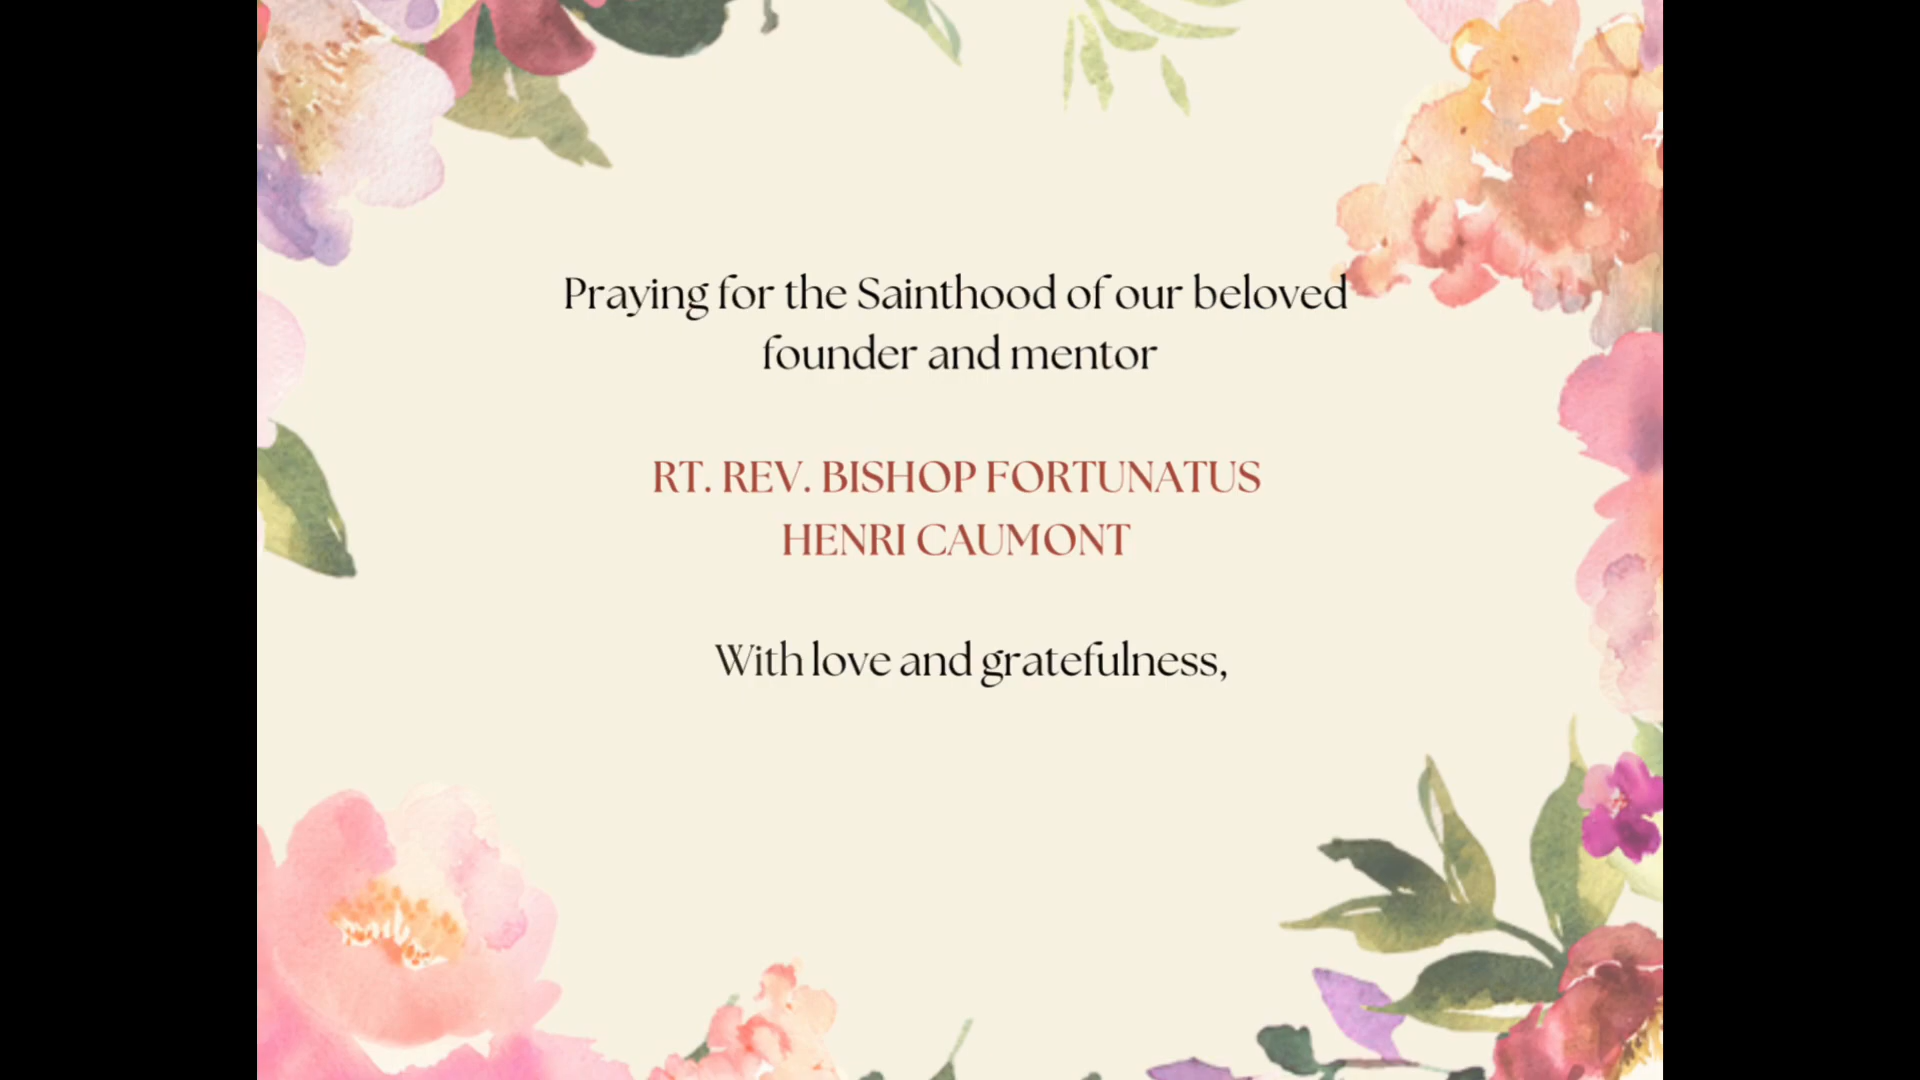 Praying for the Sainthood of our beloved
founder and mentor
RT. REV. BISHOP FORTUNATUS
HENRI CAUMONT
With love and gratefulness,